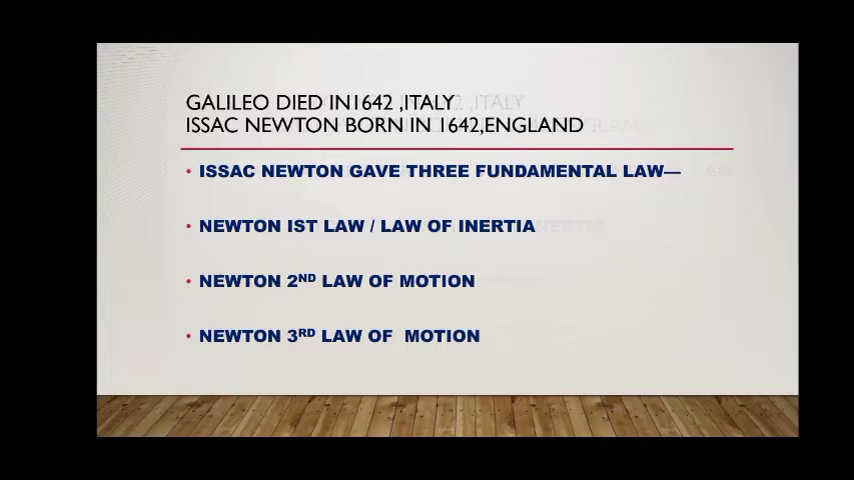 GALILEO DIED IN1642 ,ITALY
ISSAC NEWTON BORN IN 1642,ENGLAND
• ISSAC NEWTON GAVE THREE FUNDAMENTAL LAW—
• NEWTON IST LAW / LAW OF INERTIA
• NEWTON 2ND LAW OF MOTION
• NEWTON 3RD LAW OF MOTION